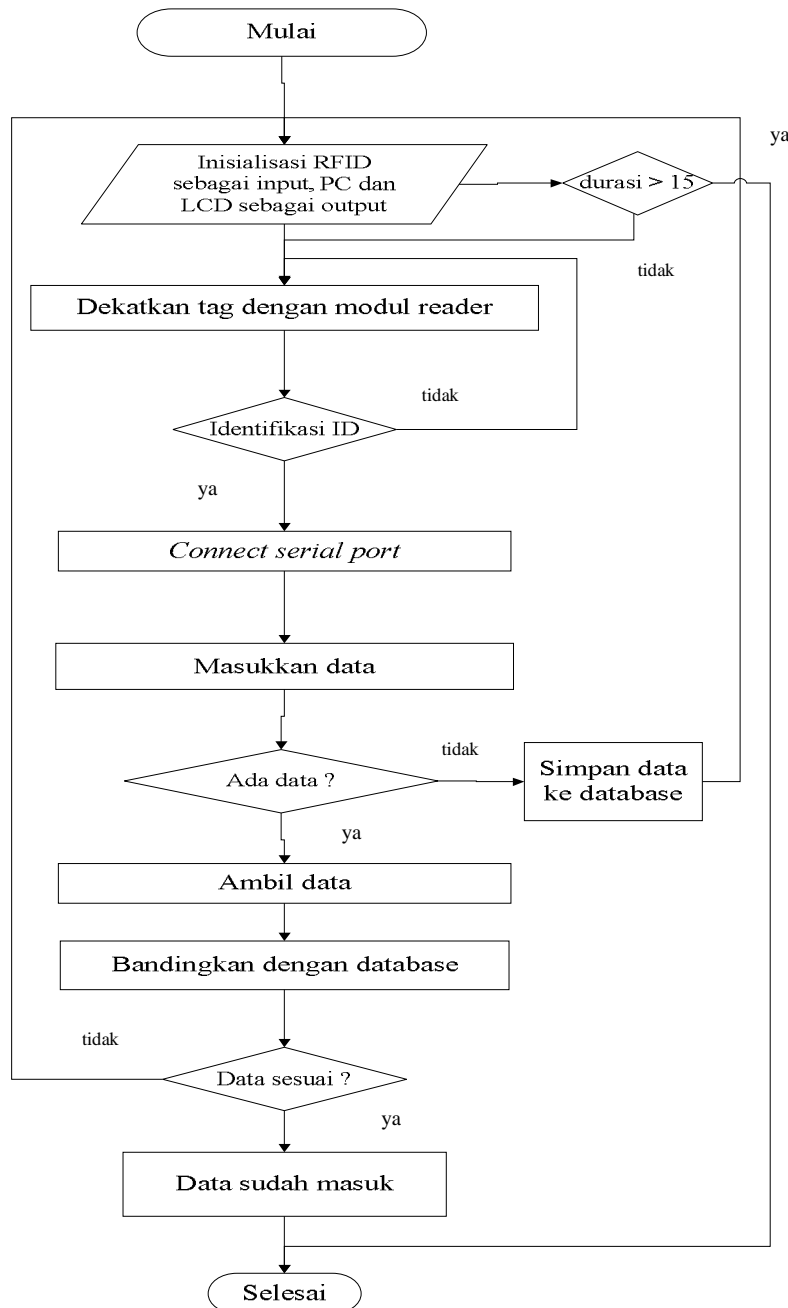 Mulai
ya
Inisialisasi RFID
sebagai input, PC dan
LCD sebagai output
durasi > 15
tidak
Dekatkan tag dengan modul reader
tidak
Identifikasi ID
ya
Connect serial port
Masukkan data
tidak
Ada data ?
Simpan data
ke database
ya
Ambil data
Bandingkan dengan database
tidak
Data sesuai ?
ya
Data sudah masuk
Selesai